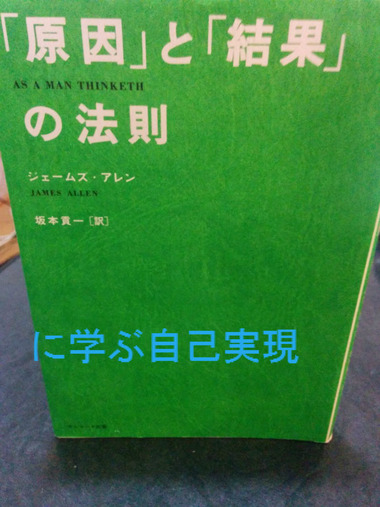 「原因」と「結果」
AS A MAN THINKETH
の法則
ジェームズ・アレン
JAMES ALLEN
坂本貢一[訳]
に学ぶ自己実現